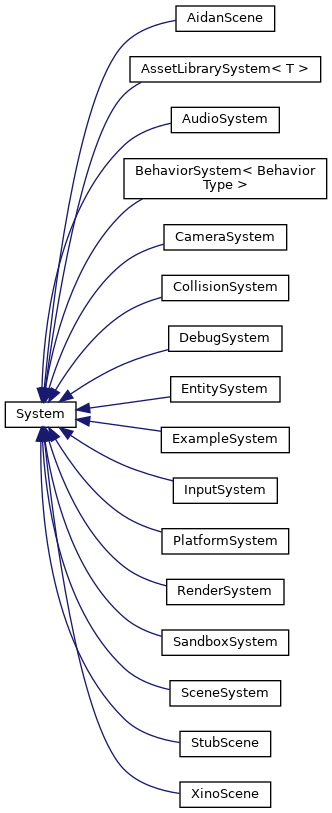 AidanScene
AssetLibrarySystem< T >
AudioSystem
BehaviorSystem< Behavior
Type >
CameraSystem
CollisionSystem
DebugSystem
EntitySystem
System
ExampleSystem
InputSystem
PlatformSystem
RenderSystem
SandboxSystem
SceneSystem
StubScene
XinoScene